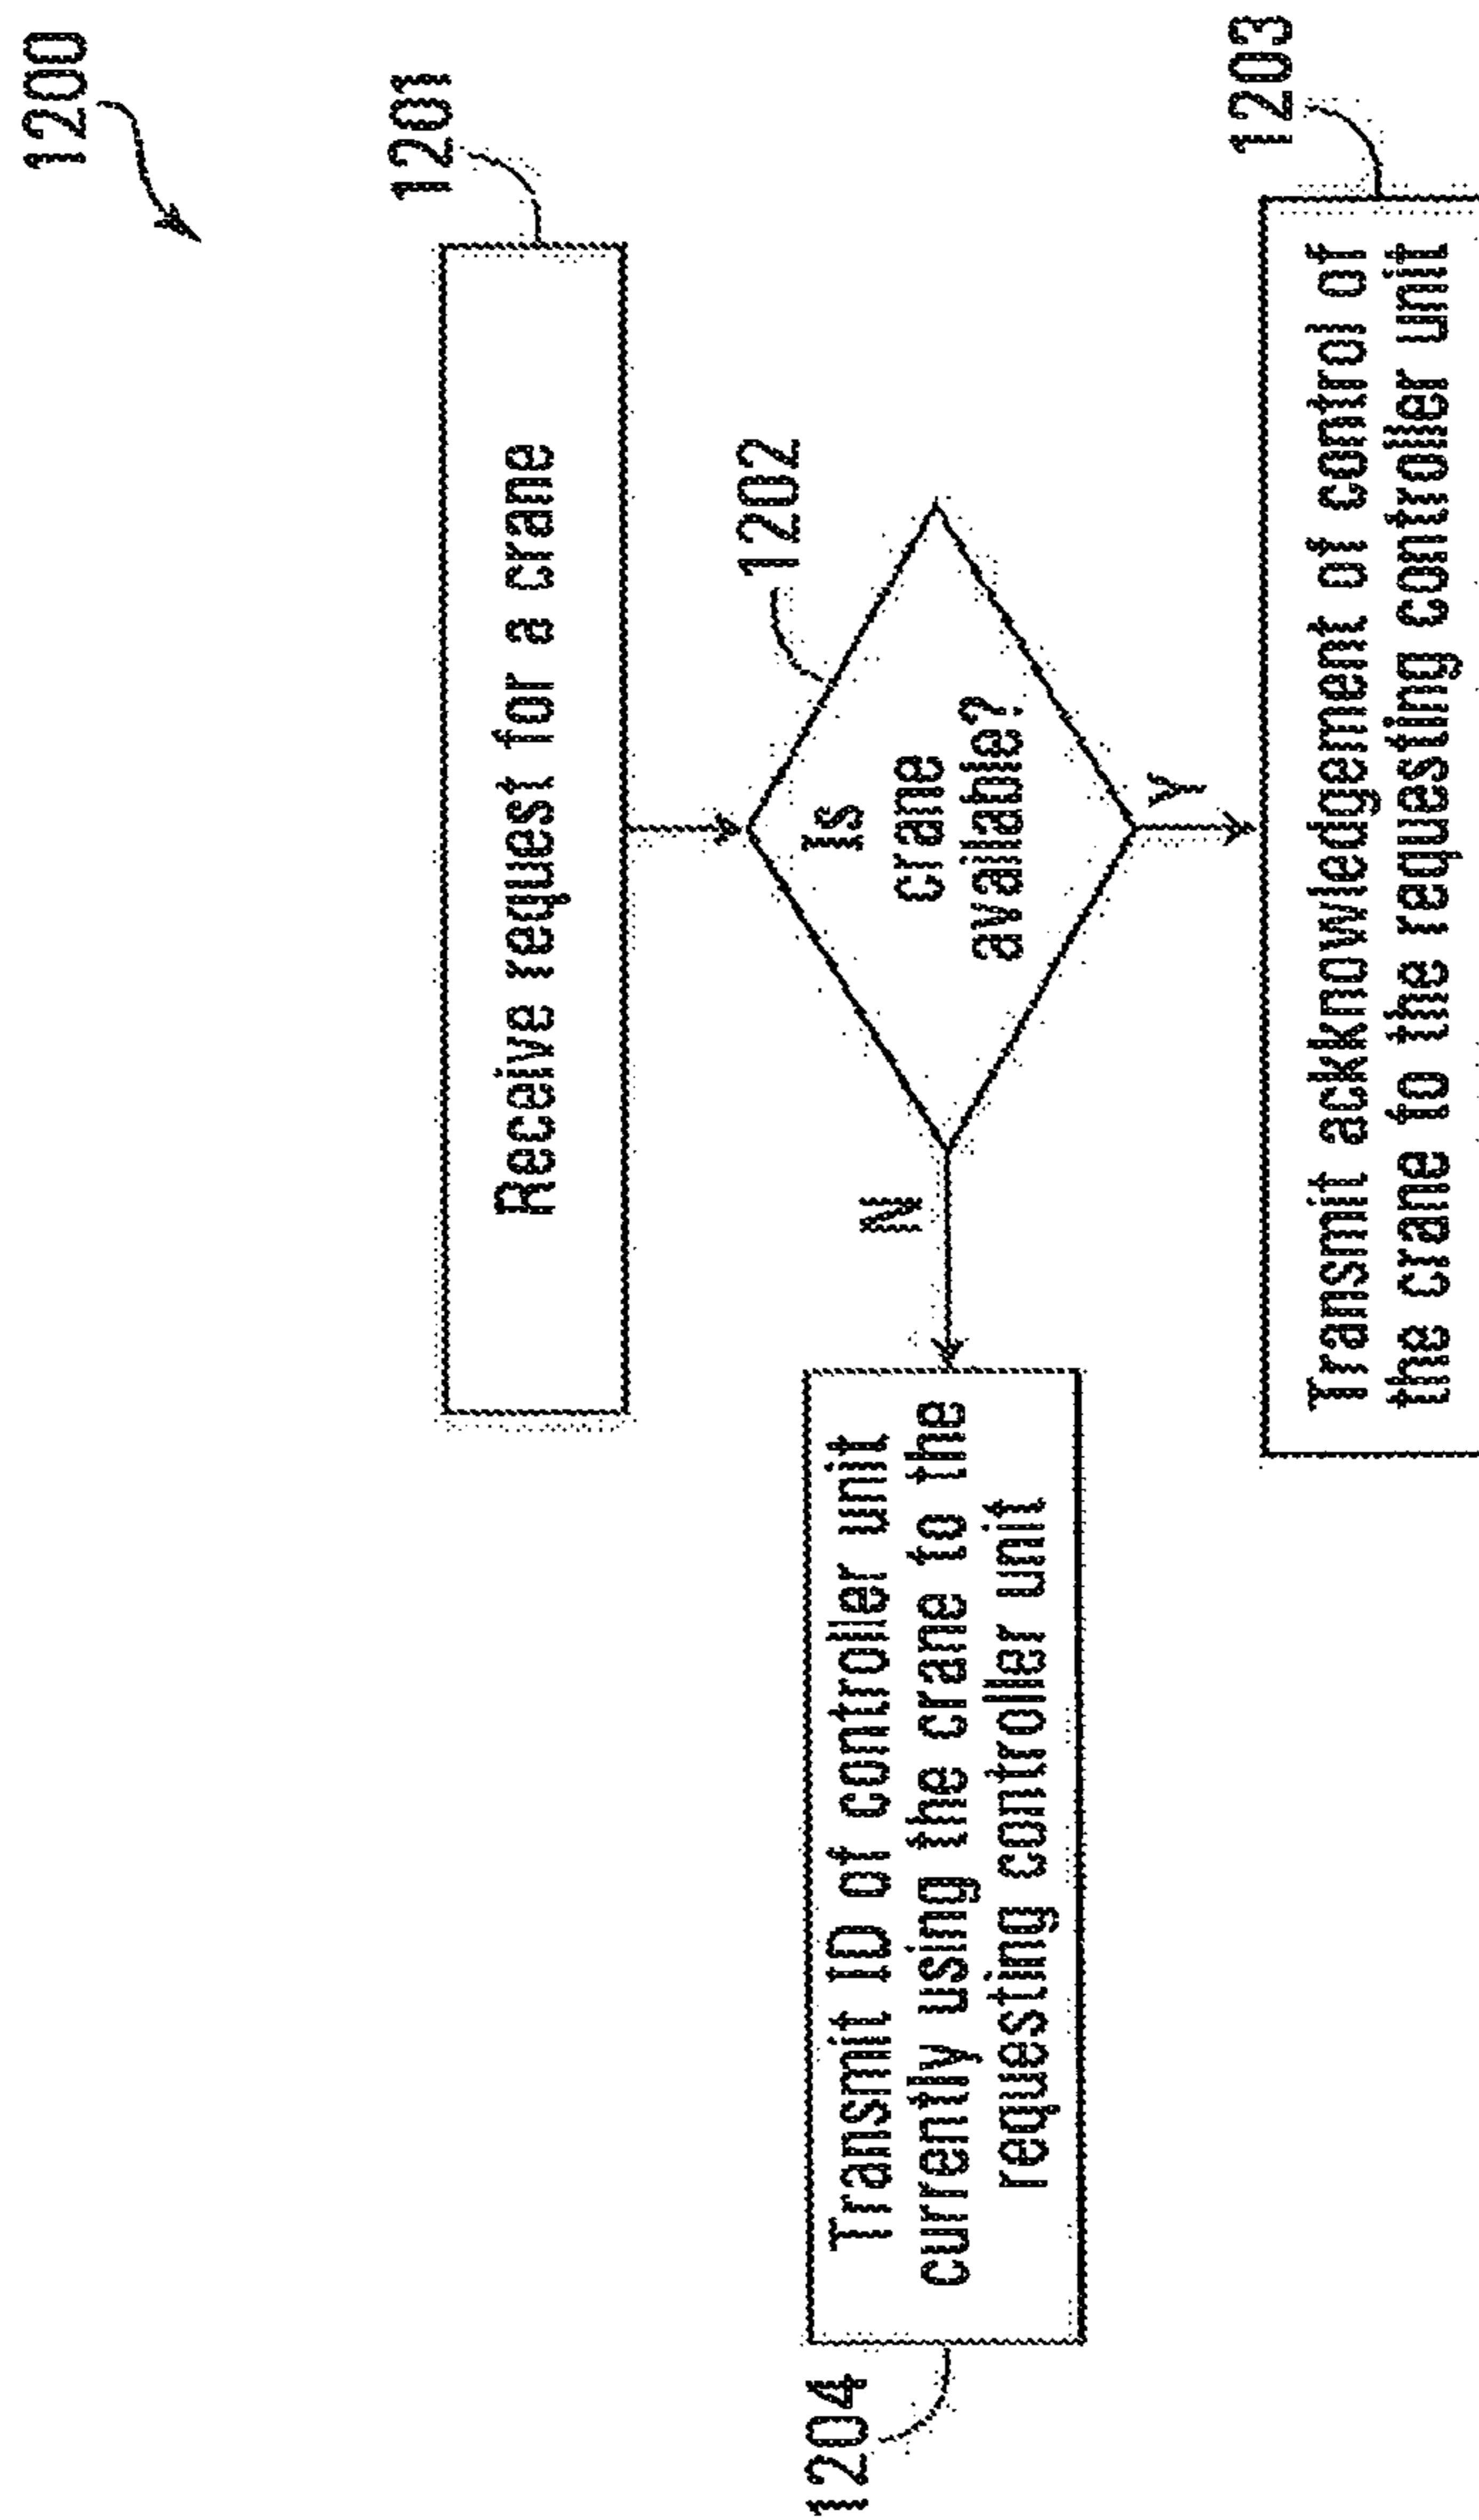 1200
1201
Receive request for a crane
1202
is
crane
available?
N
Y
1204
Transmit ID of controller unit
currently using the crane to the
requesting controller unit
1203
Transmit acknowledgement of control of
the crane to the requesting controller unit